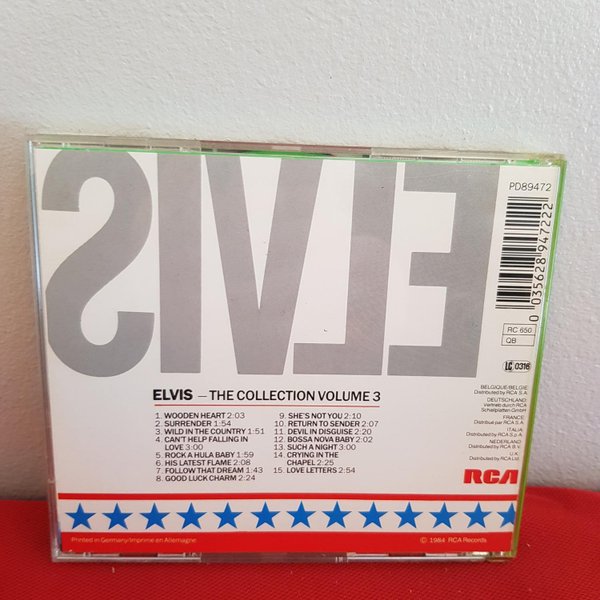 ELVIS
PD89472
0 035628 947222
RC 650
QB
LC 0316
ELVIS — THE COLLECTION VOLUME 3
1. WOODEN HEART 2:03
2. SURRENDER 1:54
3. WILD IN THE COUNTRY 1:51
4. CAN'T HELP FALLING IN
LOVE 3:00
5. ROCK A HULA BABY 1:59
6. HIS LATEST FLAME 2:08
7. FOLLOW THAT DREAM 1:43
8. GOOD LUCK CHARM 2:24
9. SHE'S NOT YOU 2:10
10. RETURN TO SENDER 2:07
11. DEVIL IN DISGUISE 2:20
12. BOSSA NOVA BABY 2:02
13. SUCH A NIGHT 3:00
14. CRYING IN THE
CHAPEL 2:25
15. LOVE LETTERS 2:54
BELGIQUE/BELGIE:
Distributed by RCA S.A.
DEUTSCHLAND:
Vertrieb durch RCA
Schallplatten GmbH
FRANCE:
Distribué par RCA S.A.
ITALIA:
Distributed by RCA S.p.A.
NEDERLAND:
Distributed by RCA B.V.
U.K.:
Distributed by RCA Ltd.
RCA
Printed in Germany/Imprimé en Allemagne
© 1984 RCA Records